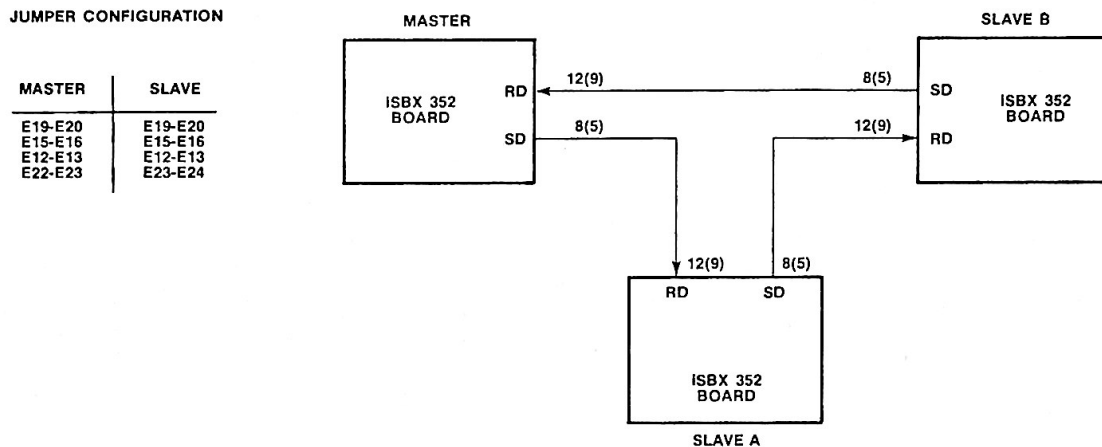 JUMPER CONFIGURATION
MASTER SLAVE
E19-E20 E19-E20
E15-E16 E15-E16
E12-E13 E12-E13
E22-E23 E23-E24
MASTER
iSBX 352
BOARD
RD
SD
12(9)
8(5)
8(5)
12(9)
SLAVE B
SD
RD
iSBX 352
BOARD
12(9)
8(5)
RD
SD
iSBX 352
BOARD
SLAVE A